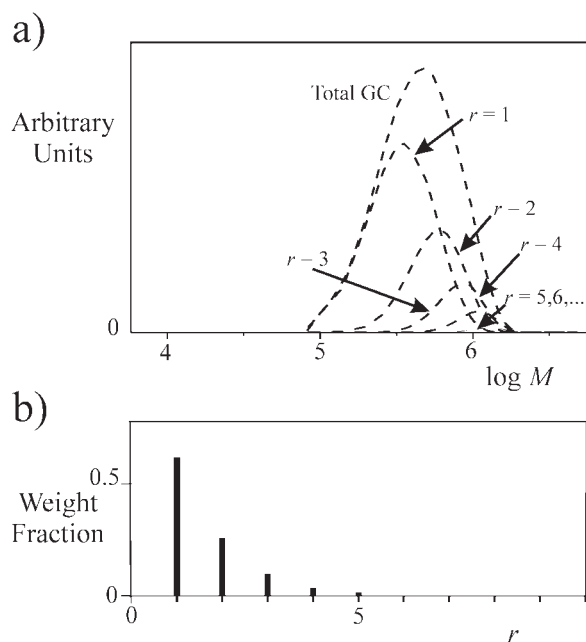 a)
Total GC
Arbitrary
Units
r = 1
r – 2
r – 3
r – 4
r = 5,6,...
0
4
5
6
log M
b)
0.5
Weight
Fraction
0
0
5
r